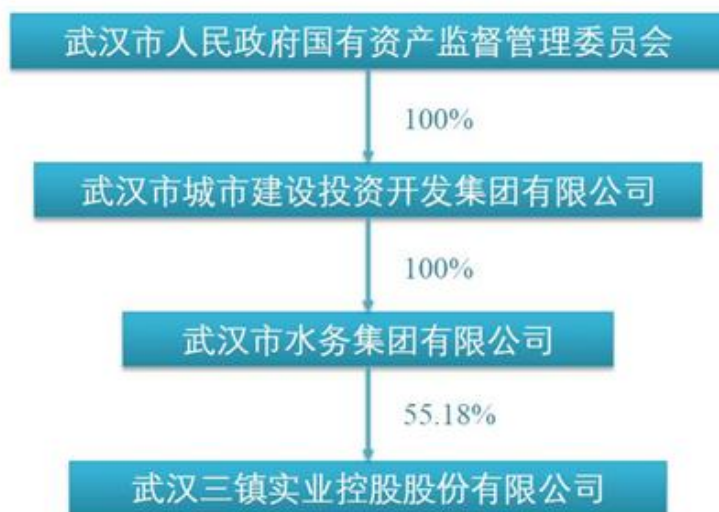 武汉市人民政府国有资产监督管理委员会
100%
武汉市城市建设投资开发集团有限公司
100%
武汉市水务集团有限公司
55.18%
武汉三镇实业控股股份有限公司